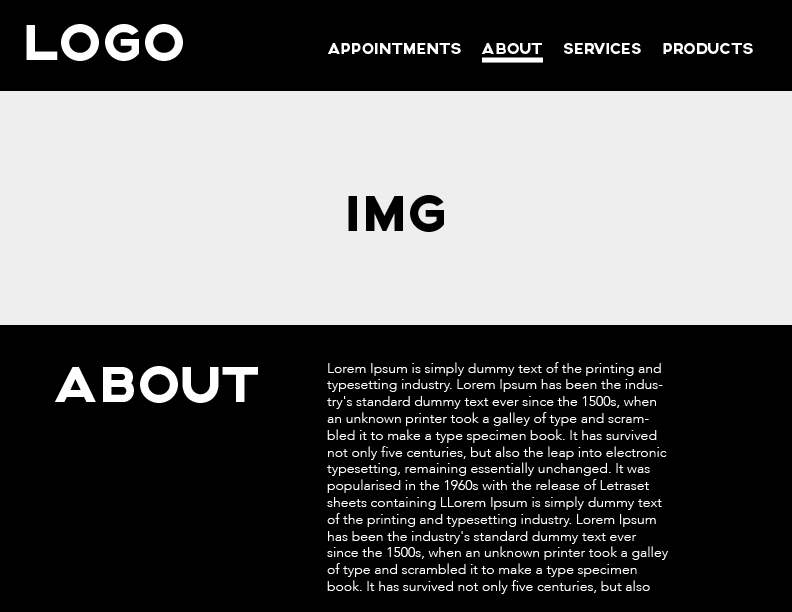 LOGO
APPOINTMENTS ABOUT SERVICES PRODUCTS
IMG
ABOUT
Lorem Ipsum is simply dummy text of the printing and
typesetting industry. Lorem Ipsum has been the indus-
try's standard dummy text ever since the 1500s, when
an unknown printer took a galley of type and scram-
bled it to make a type specimen book. It has survived
not only five centuries, but also the leap into electronic
typesetting, remaining essentially unchanged. It was
popularised in the 1960s with the release of Letraset
sheets containing LLorem Ipsum is simply dummy text
of the printing and typesetting industry. Lorem Ipsum
has been the industry's standard dummy text ever
since the 1500s, when an unknown printer took a galley
of type and scrambled it to make a type specimen
book. It has survived not only five centuries, but also